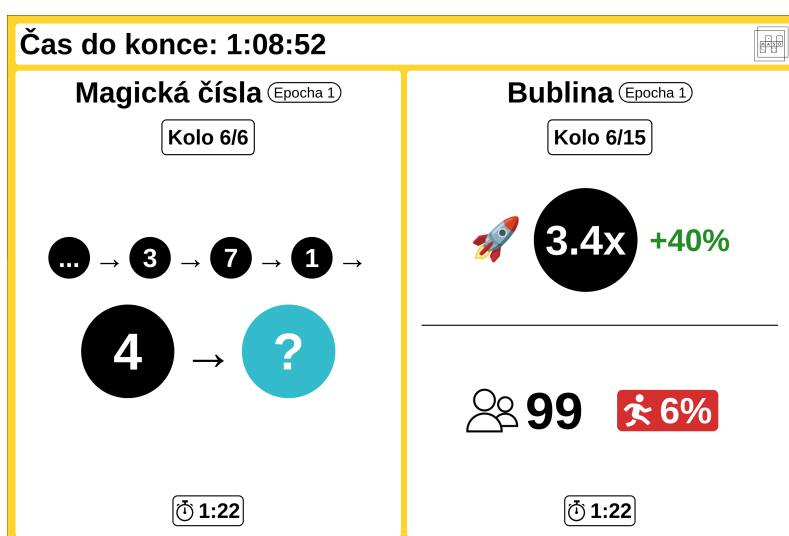 Čas do konce: 1:08:52
Magická čísla Epocha 1
Kolo 6/6
... → 3 → 7 → 1 →
4 → ?
1:22
Bublina Epocha 1
Kolo 6/15
3.4x +40%
99 6%
1:22